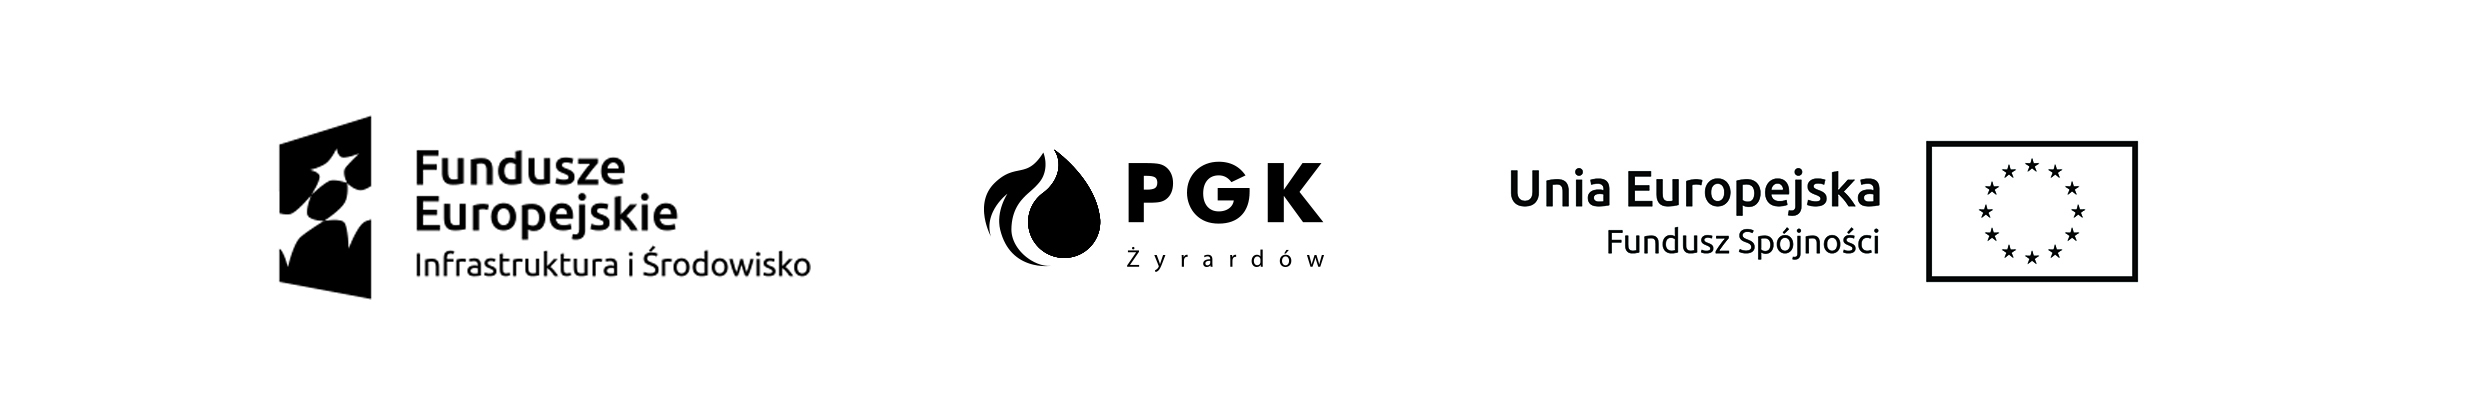 Fundusze
Europejskie
Infrastruktura i Środowisko
PGK
Żyrardów
Unia Europejska
Fundusz Spójności